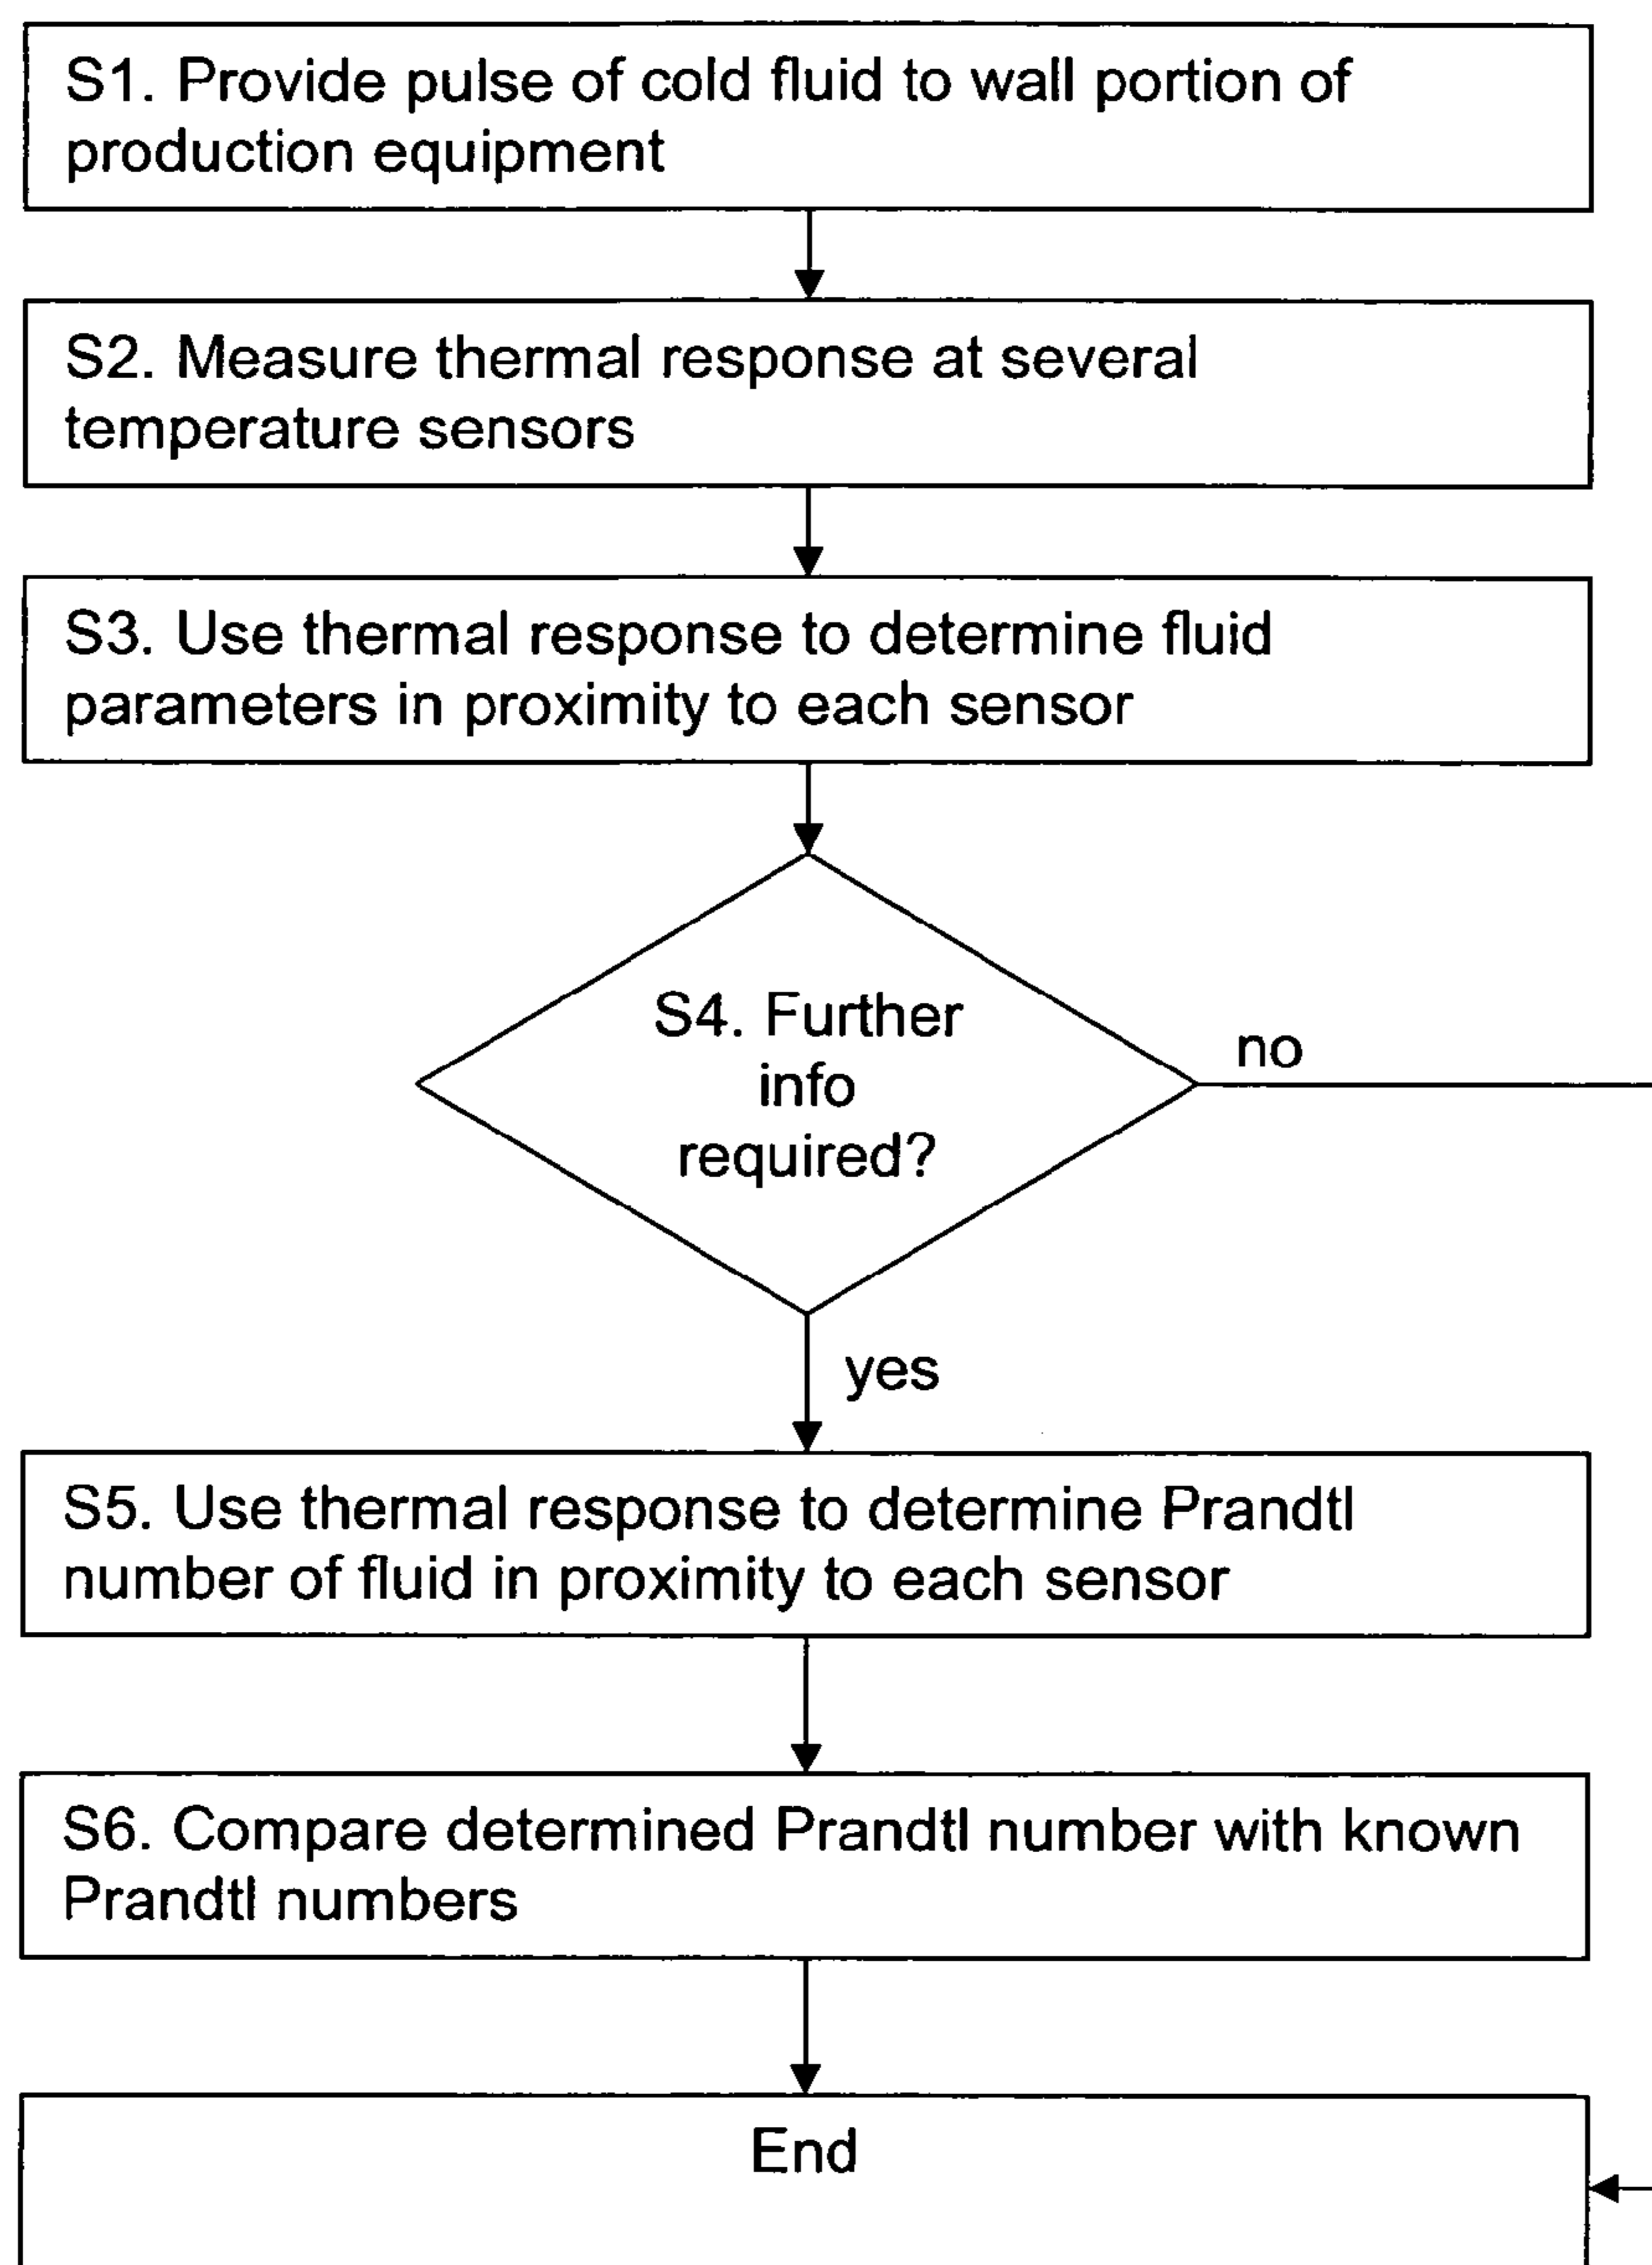 S1. Provide pulse of cold fluid to wall portion of
production equipment
S2. Measure thermal response at several
temperature sensors
S3. Use thermal response to determine fluid
parameters in proximity to each sensor
S4. Further
info
required?
no
yes
S5. Use thermal response to determine Prandtl
number of fluid in proximity to each sensor
S6. Compare determined Prandtl number with known
Prandtl numbers
End